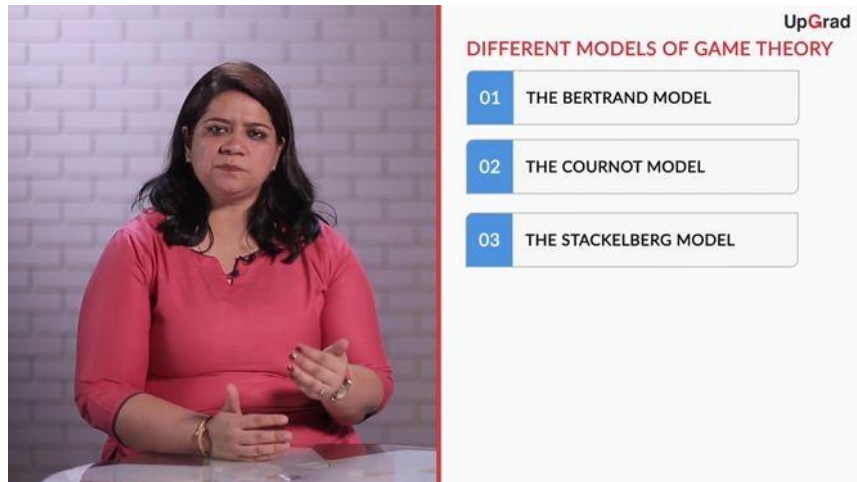 UpGrad
DIFFERENT MODELS OF GAME THEORY
01 THE BERTRAND MODEL
02 THE COURNOT MODEL
03 THE STACKELBERG MODEL